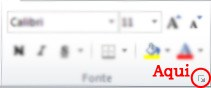 Calibri 11 A A
N I S A
Aqui
Fonte